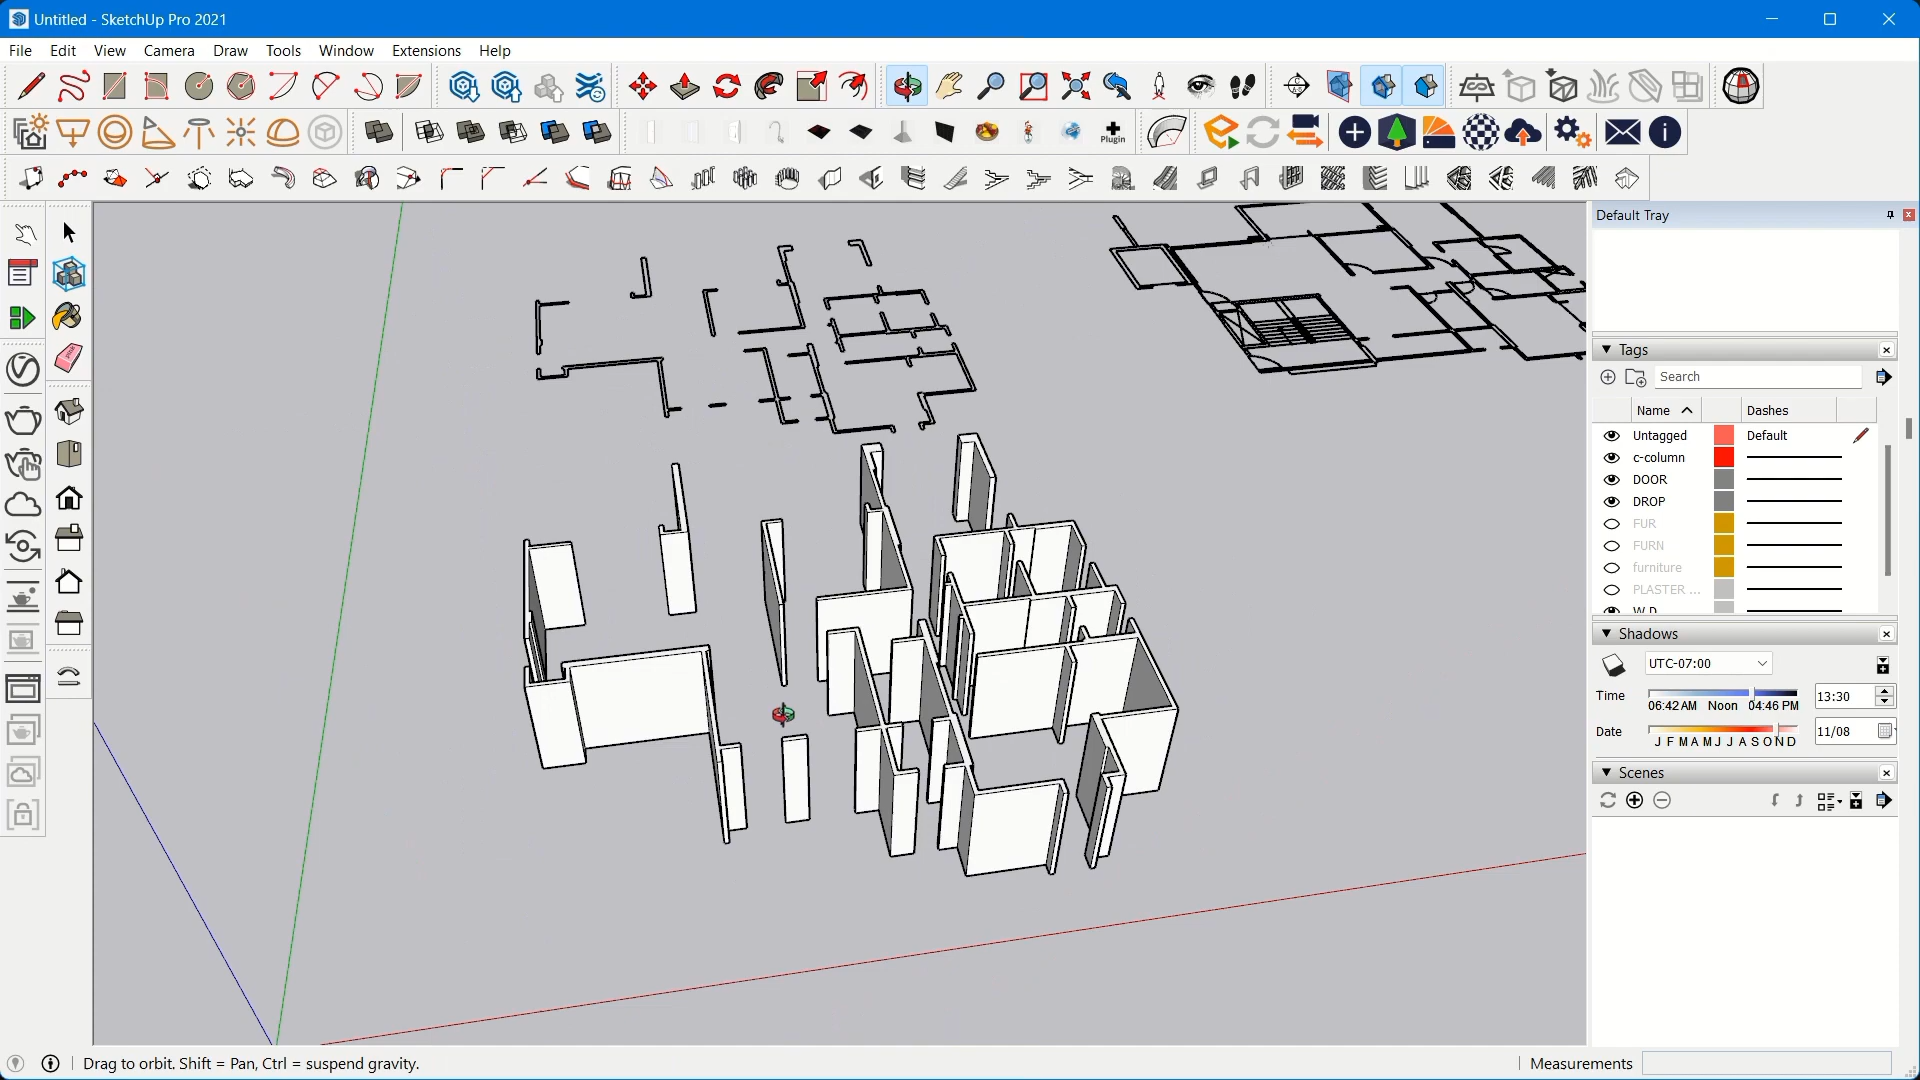 Untitled - SketchUp Pro 2021
File Edit View Camera Draw Tools Window Extensions Help
Plugin
Default Tray
Tags
Search
Name Dashes
Untagged Default
c-column
DOOR
DROP
FUR
FURN
furniture
PLASTER ...
W.D
Shadows
UTC-07:00
Time 13:30
06:42 AM Noon 04:46 PM
Date 11/08
J F M A M J J A S O N D
Scenes
Drag to orbit. Shift = Pan, Ctrl = suspend gravity.
Measurements